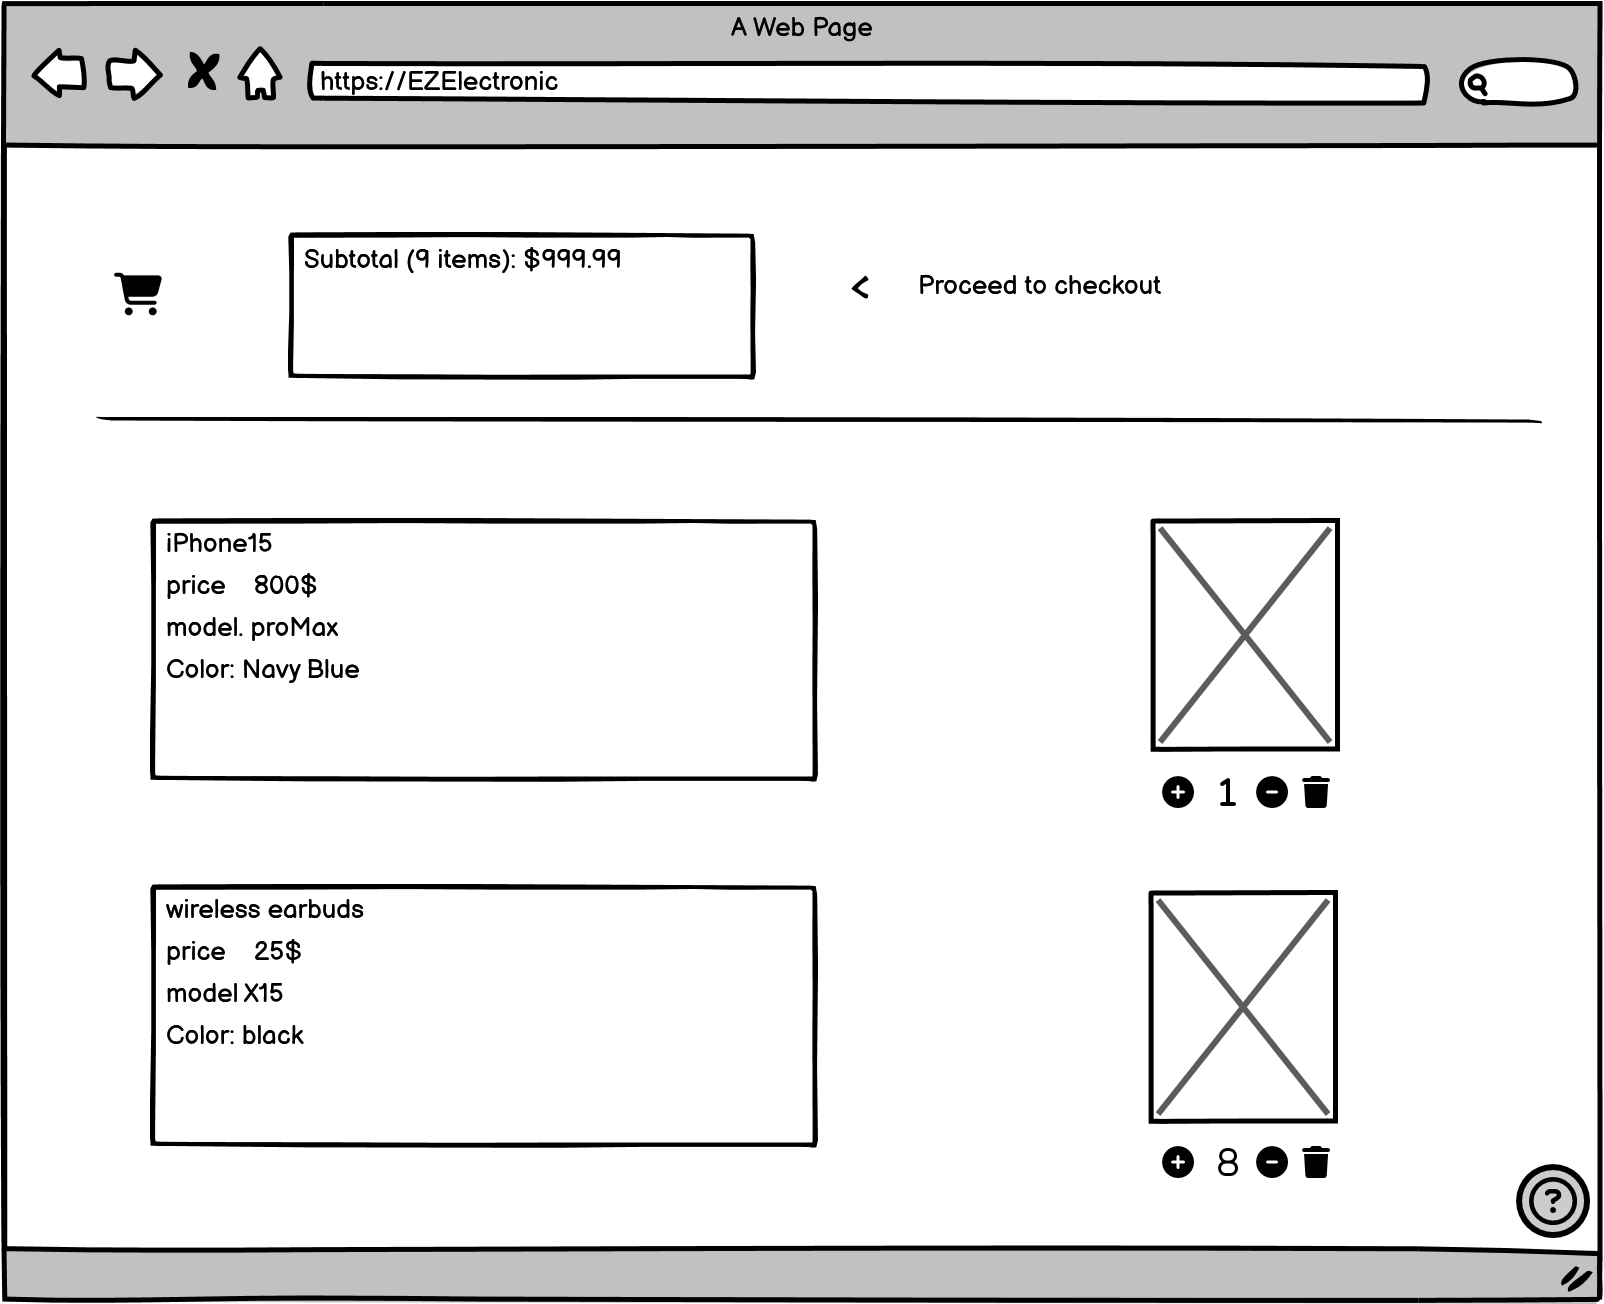 A Web Page
https://EZElectronic
Subtotal (9 items): $999.99
< Proceed to checkout
iPhone15
price 800$
model. proMax
Color: Navy Blue
+ 1 −
wireless earbuds
price 25$
model X15
Color: black
+ 8 −
?